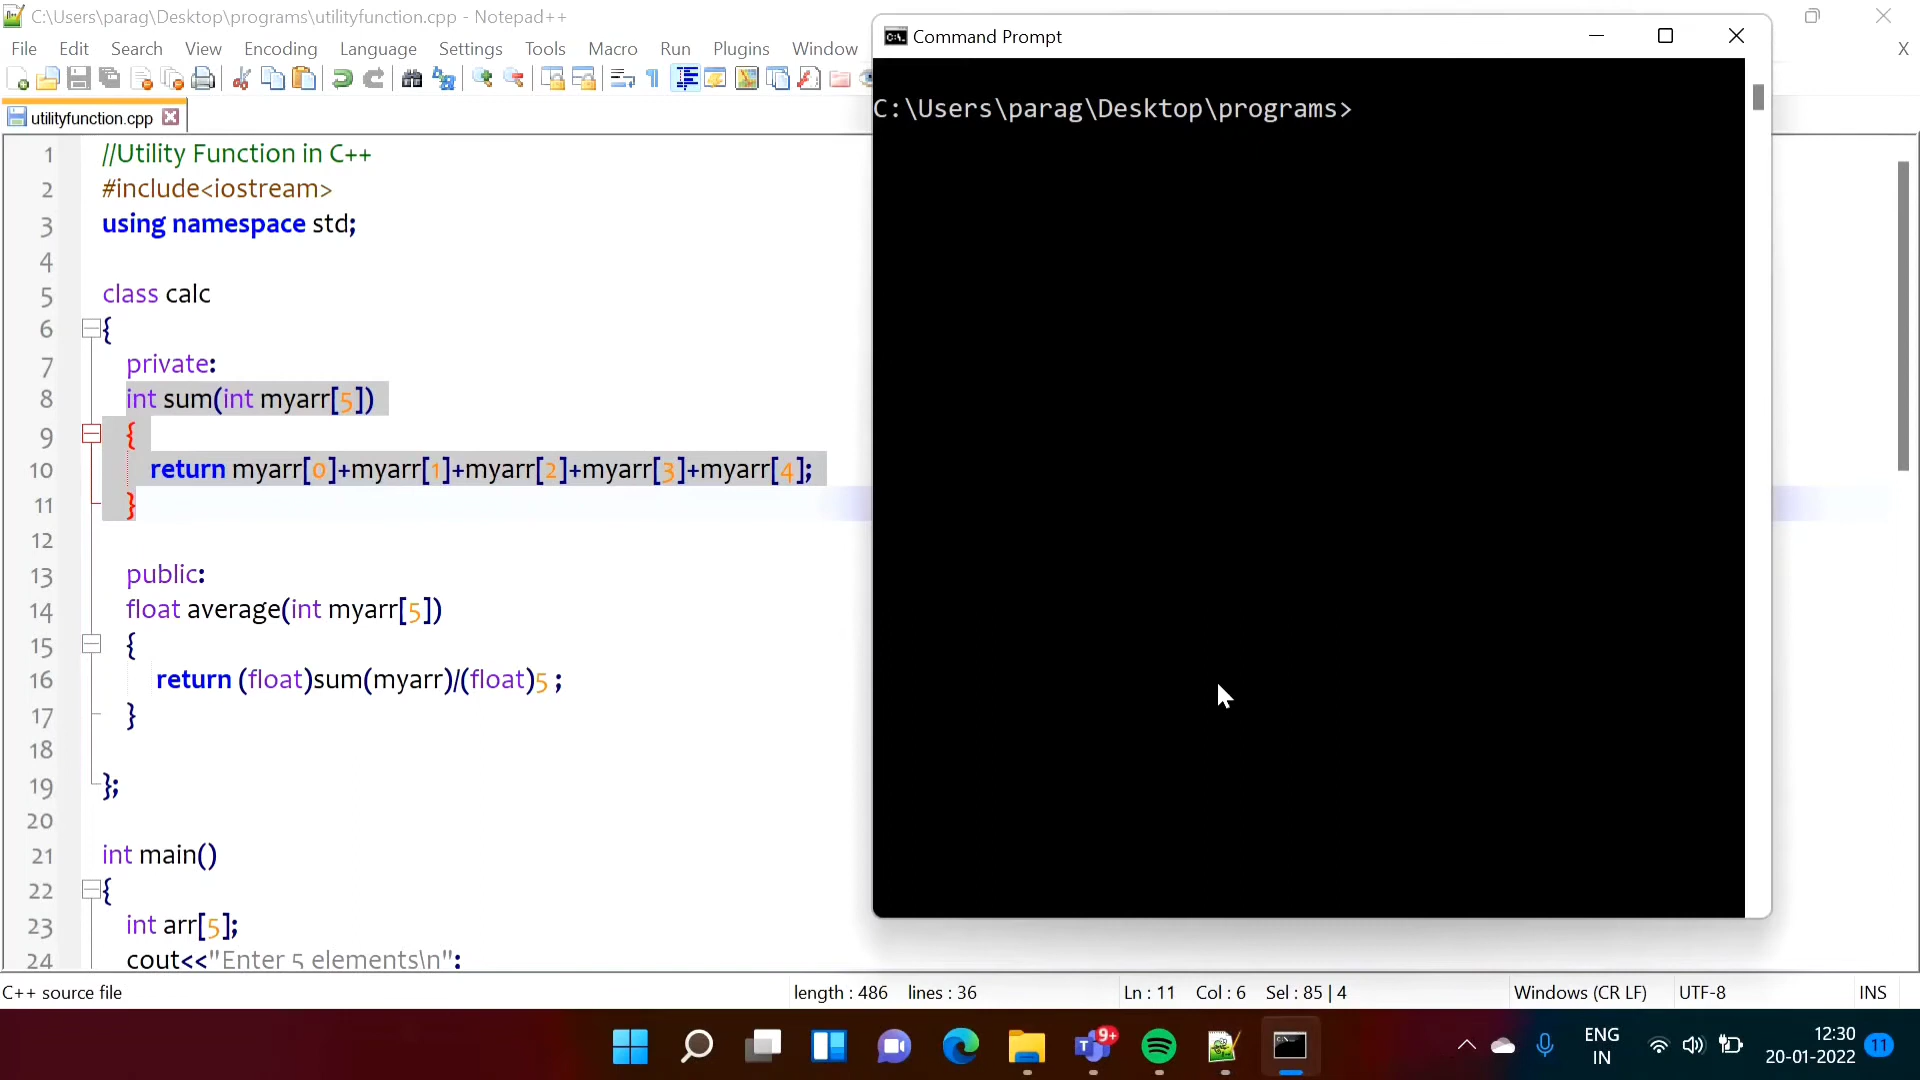 C:\Users\parag\Desktop\programs\utilityfunction.cpp - Notepad++
File Edit Search View Encoding Language Settings Tools Macro Run Plugins Window
X
utilityfunction.cpp
1 //Utility Function in C++
2 #include<iostream>
3 using namespace std;
4
5 class calc
6 {
7 private:
8 int sum(int myarr[5])
9 {
10 return myarr[0]+myarr[1]+myarr[2]+myarr[3]+myarr[4];
11 }
12
13 public:
14 float average(int myarr[5])
15 {
16 return (float)sum(myarr)/(float)5 ;
17 }
18
19 };
20
21 int main()
22 {
23 int arr[5];
24 cout<<"Enter 5 elements\n";
Command Prompt
C:\Users\parag\Desktop\programs>
C++ source file length : 486 lines : 36 Ln : 11 Col : 6 Sel : 85 | 4 Windows (CR LF) UTF-8 INS
9+
ENG
IN
12:30
20-01-2022
11